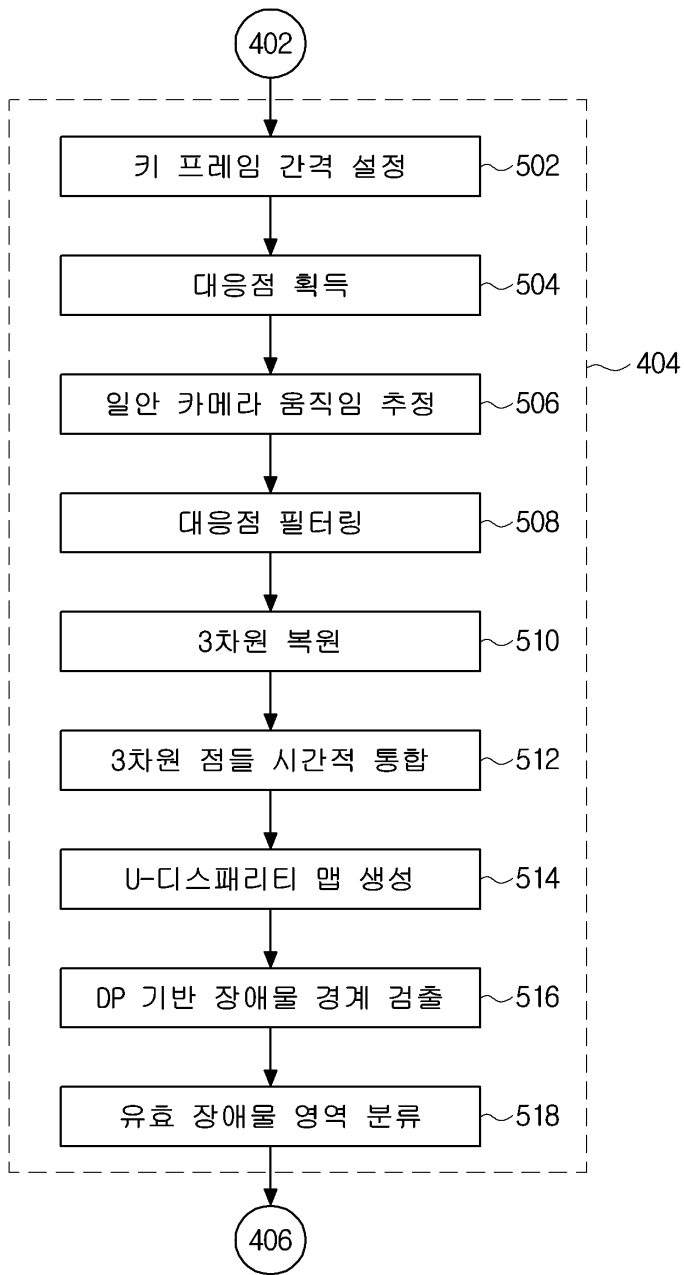 402
키 프레임 간격 설정 502
대응점 획득 504
404
일안 카메라 움직임 추정 506
대응점 필터링 508
3차원 복원 510
3차원 점들 시간적 통합 512
U-디스패리티 맵 생성 514
DP 기반 장애물 경계 검출 516
유효 장애물 영역 분류 518
406